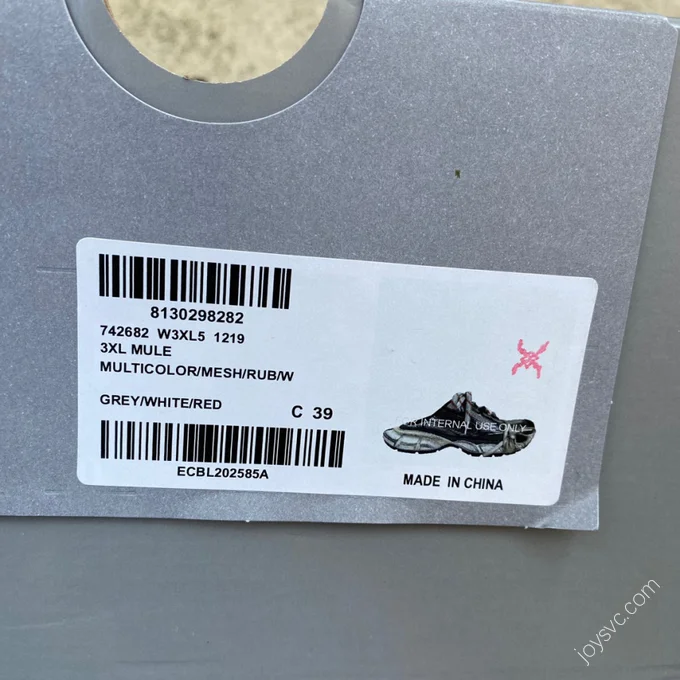 8130298282
742682 W3XL5 1219
3XL MULE
MULTICOLOR/MESH/RUB/W
GREY/WHITE/RED
C 39
ECBL202585A
INTERNAL USE ONLY
MADE IN CHINA
joysvc.com